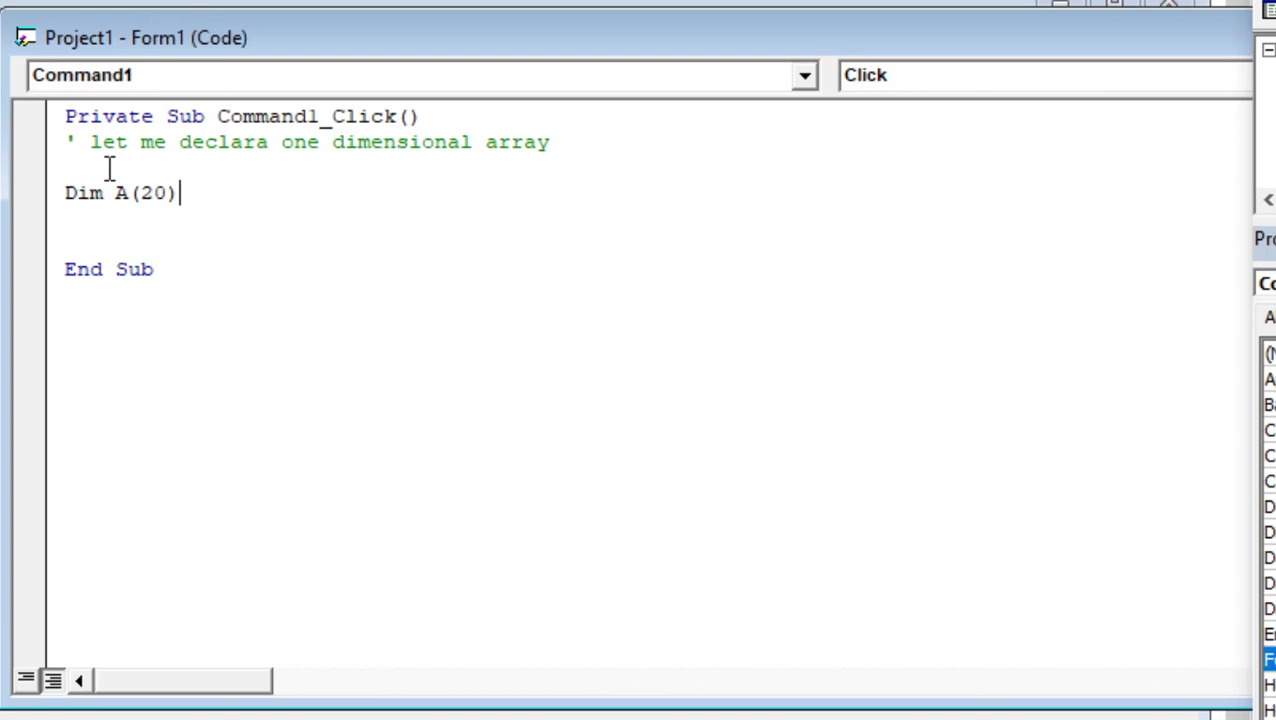 Project1 - Form1 (Code)
Command1
Click
Private Sub Command1_Click()
' let me declara one dimensional array
Dim A(20)
End Sub